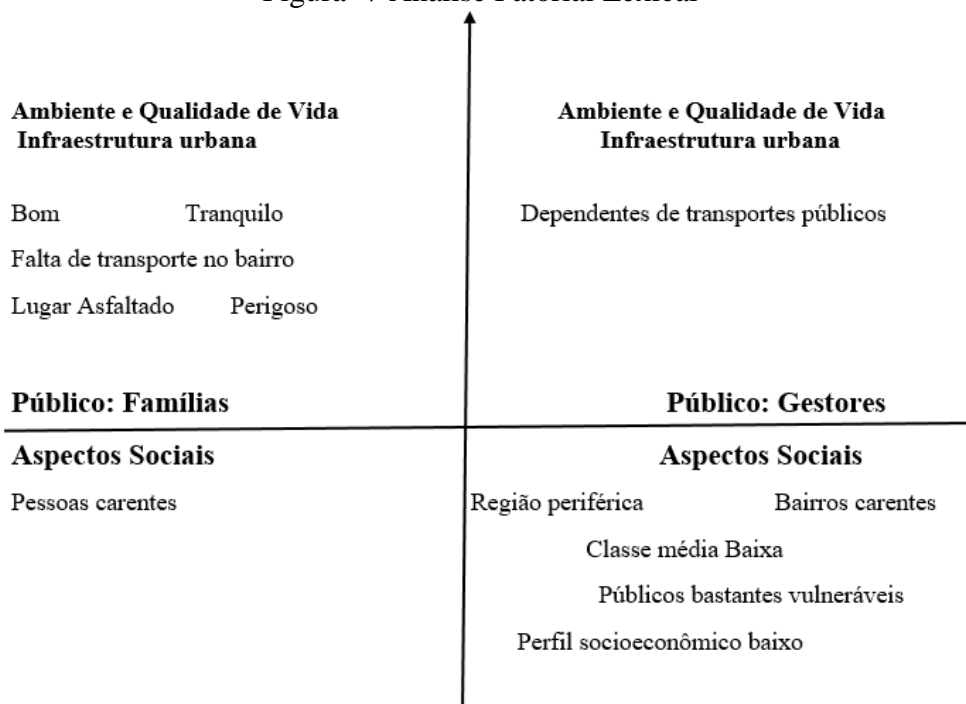 Ambiente e Qualidade de Vida
Infraestrutura urbana
Bom Tranquilo
Falta de transporte no bairro
Lugar Asfaltado Perigoso
Público: Famílias
Ambiente e Qualidade de Vida
Infraestrutura urbana
Dependentes de transportes públicos
Público: Gestores
Aspectos Sociais
Pessoas carentes
Aspectos Sociais
Região periférica Bairros carentes
Classe média Baixa
Públicos bastantes vulneráveis
Perfil socioeconômico baixo